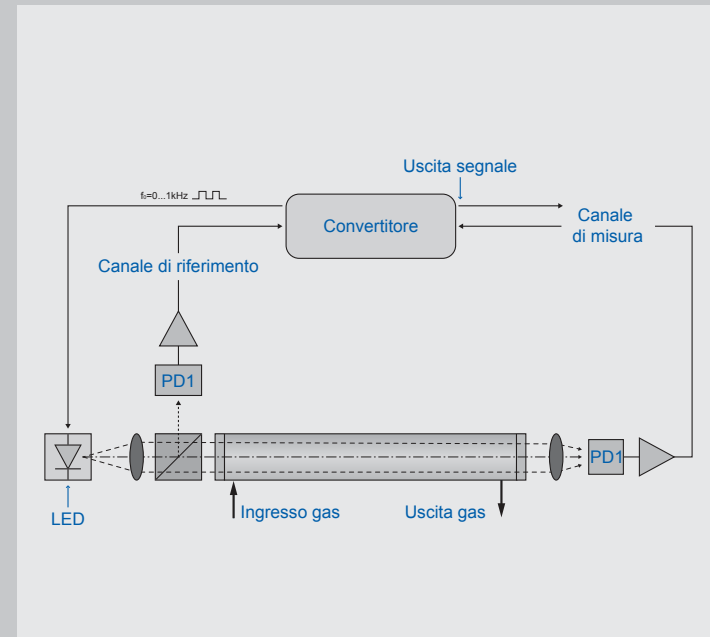 Uscita segnale
f₀=0...1kHz
Convertitore
Canale
di misura
Canale di riferimento
PD1
PD1
LED
Ingresso gas
Uscita gas